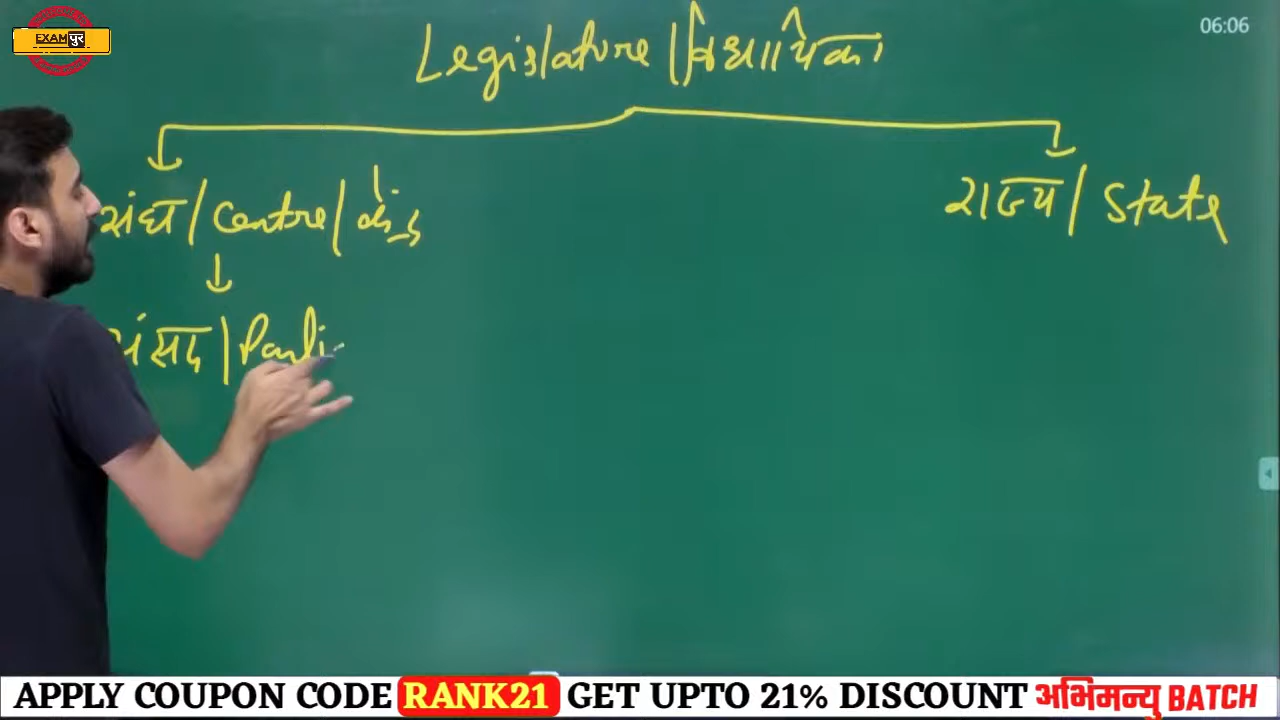 EXAMपुर
06:06
Legislature | विधायिका
संघ / Centre / केंद्र
राज्य / State
संसद | Parli
APPLY COUPON CODE RANK21 GET UPTO 21% DISCOUNT अभिमन्यु BATCH